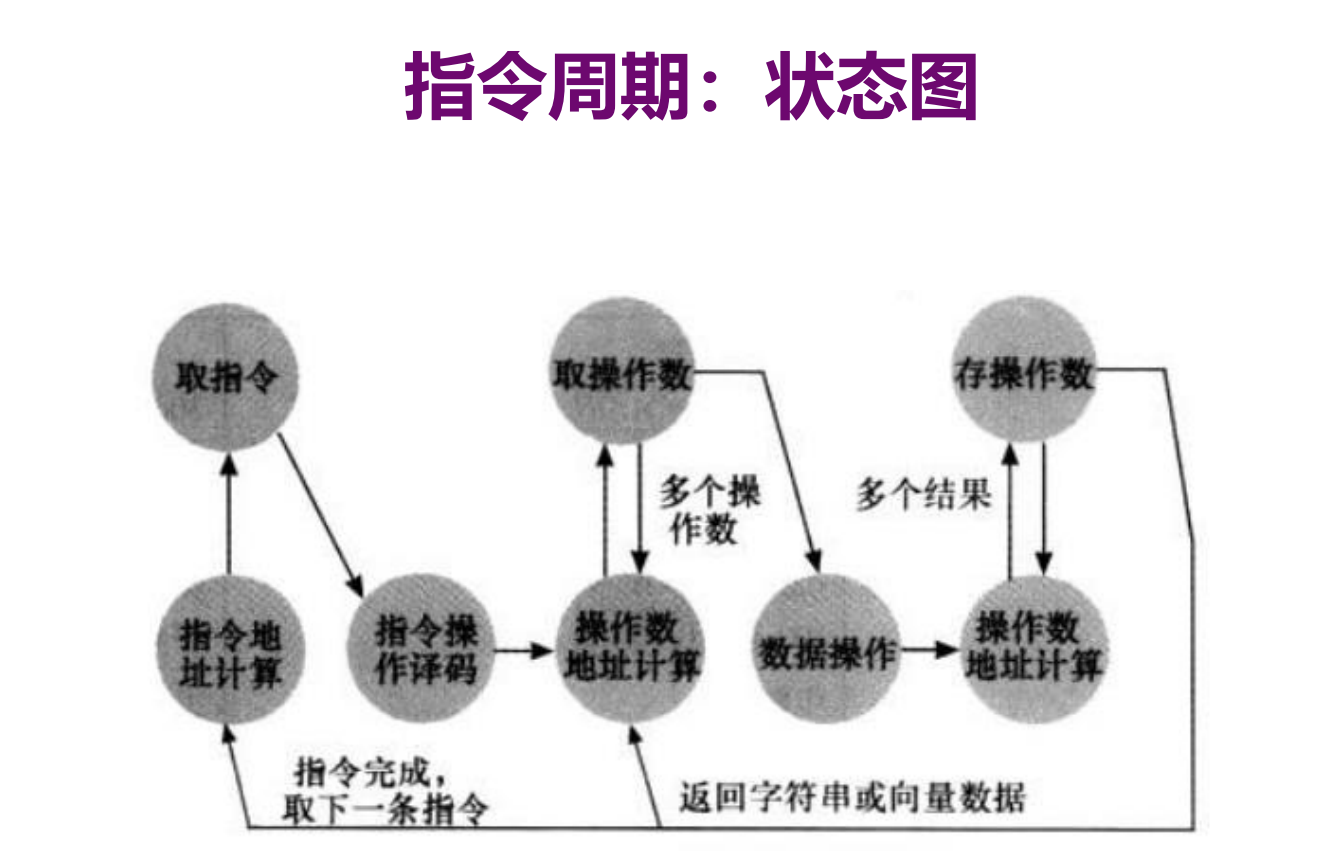 指令周期：状态图
取指令
取操作数
存操作数
多个操
作数
多个结果
指令地
址计算
指令操
作译码
操作数
地址计算
数据操作
操作数
地址计算
指令完成，
取下一条指令
返回字符串或向量数据